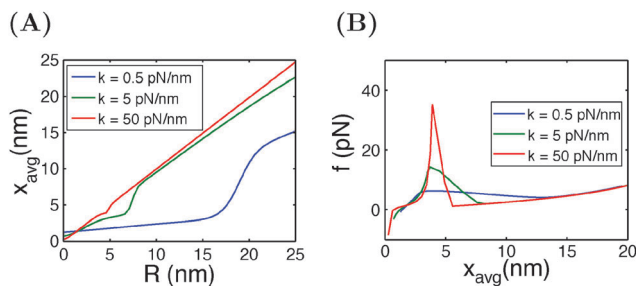 (A)
25
20
15
10
5
0
x_avg(nm)
k = 0.5 pN/nm
k = 5 pN/nm
k = 50 pN/nm
0 5 10 15 20 25
R (nm)
(B)
40
20
0
f (pN)
k = 0.5 pN/nm
k = 5 pN/nm
k = 50 pN/nm
0 5 10 15 20
x_avg(nm)